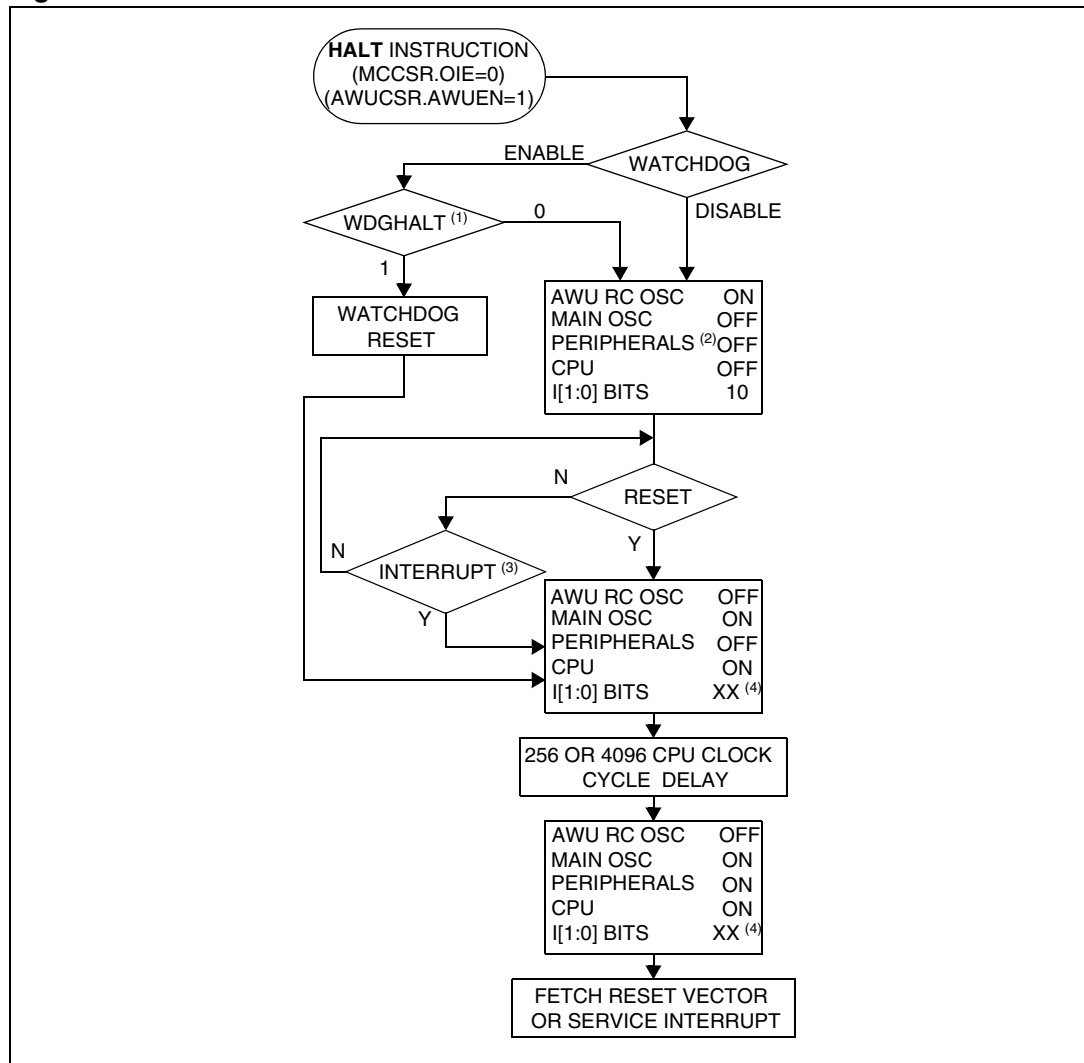 HALT INSTRUCTION
(MCCSR.OIE=0)
(AWUCSR.AWUEN=1)
WATCHDOG
ENABLE
DISABLE
WDGHALT (1)
0
1
WATCHDOG
RESET
AWU RC OSC ON
MAIN OSC OFF
PERIPHERALS (2) OFF
CPU OFF
I[1:0] BITS 10
RESET
N
Y
INTERRUPT (3)
N
Y
AWU RC OSC OFF
MAIN OSC ON
PERIPHERALS OFF
CPU ON
I[1:0] BITS XX (4)
256 OR 4096 CPU CLOCK
CYCLE DELAY
AWU RC OSC OFF
MAIN OSC ON
PERIPHERALS ON
CPU ON
I[1:0] BITS XX (4)
FETCH RESET VECTOR
OR SERVICE INTERRUPT